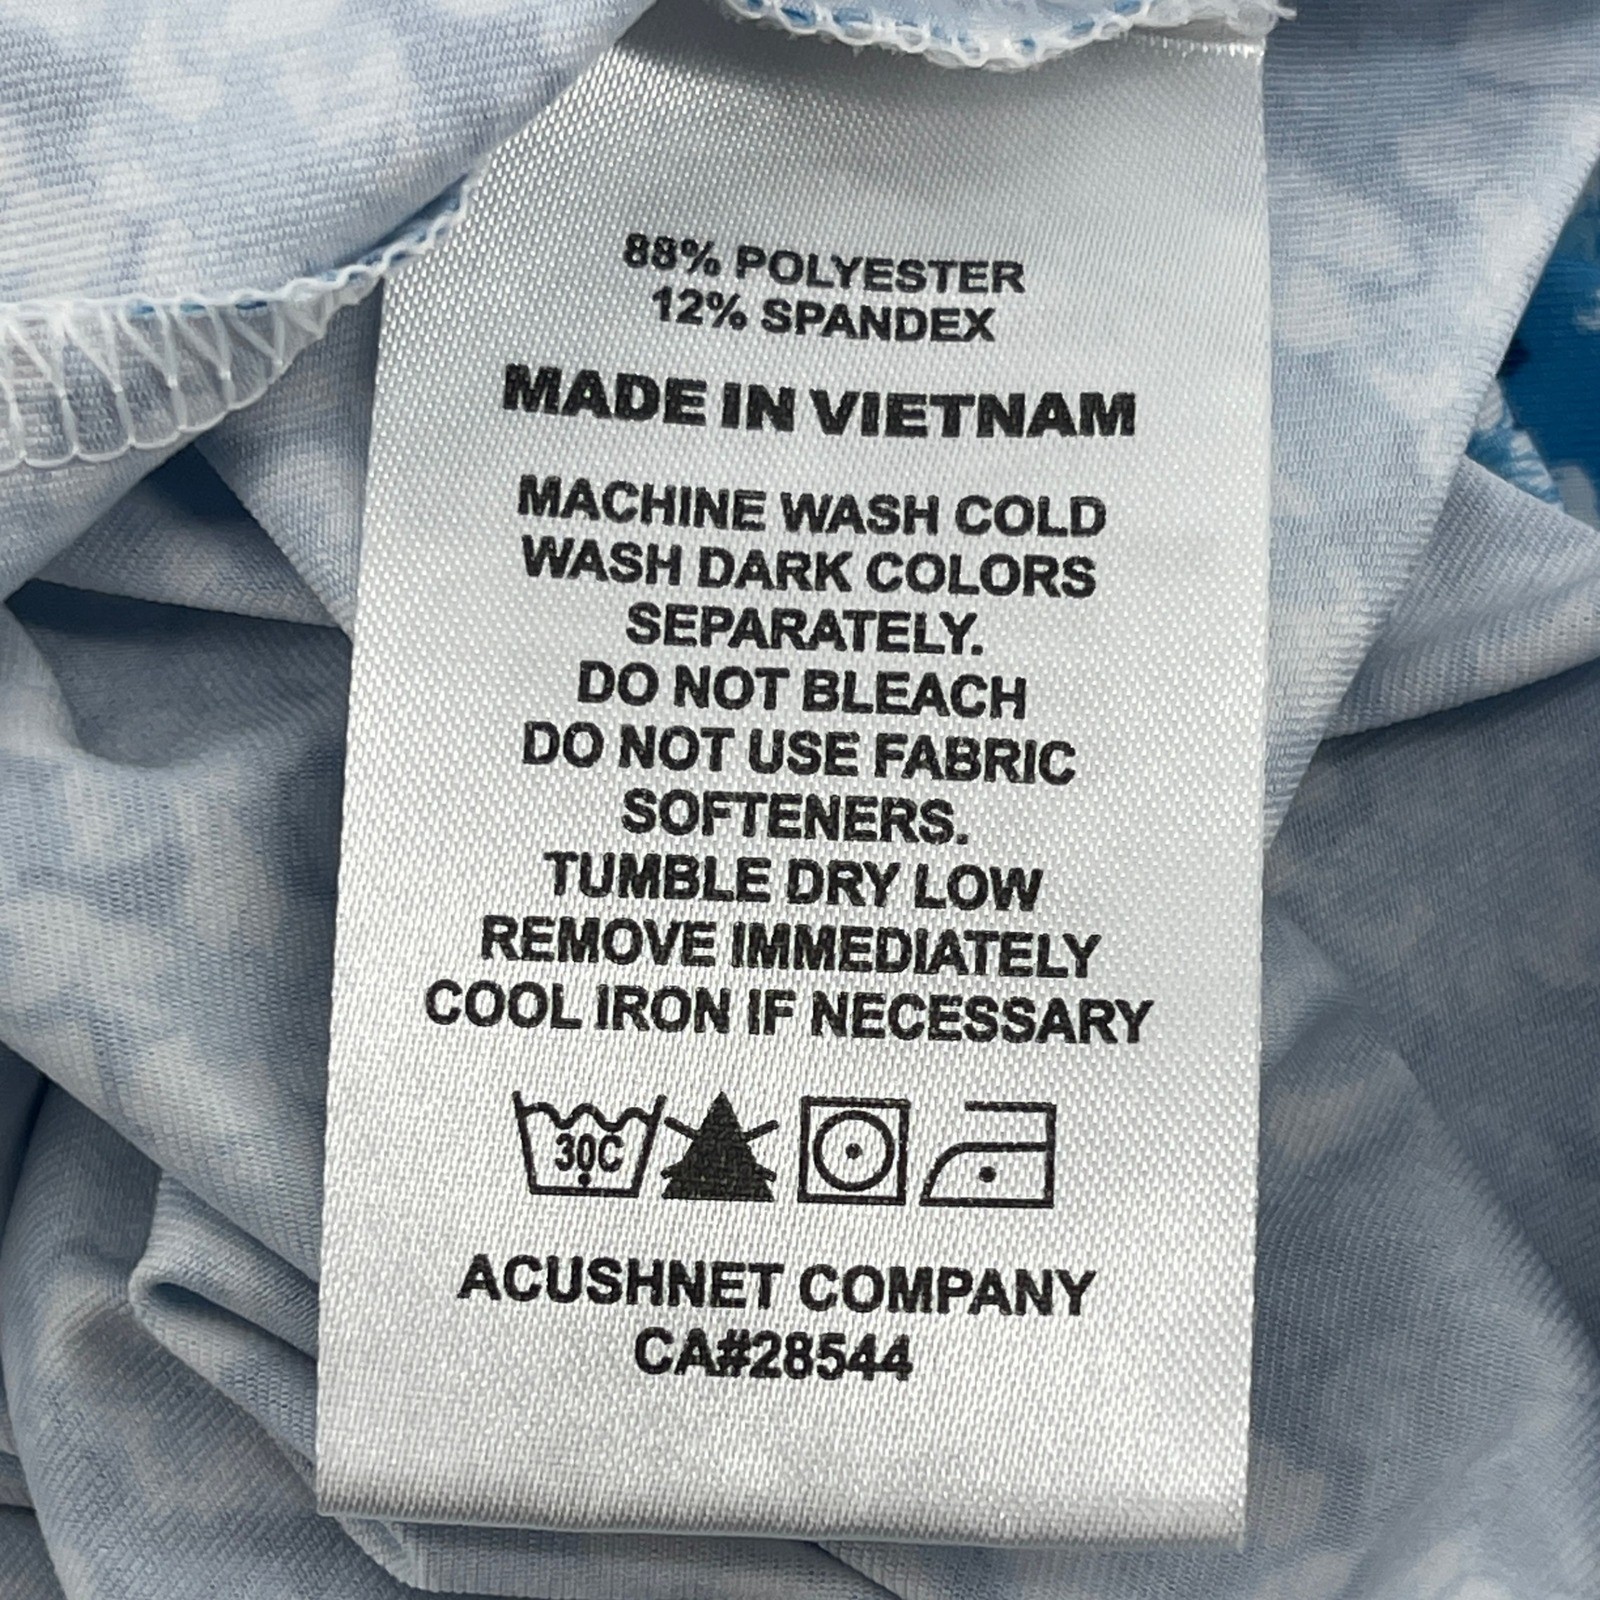 88% POLYESTER
12% SPANDEX
MADE IN VIETNAM
MACHINE WASH COLD
WASH DARK COLORS
SEPARATELY.
DO NOT BLEACH
DO NOT USE FABRIC
SOFTENERS.
TUMBLE DRY LOW
REMOVE IMMEDIATELY
COOL IRON IF NECESSARY
30C
ACUSHNET COMPANY
CA#28544